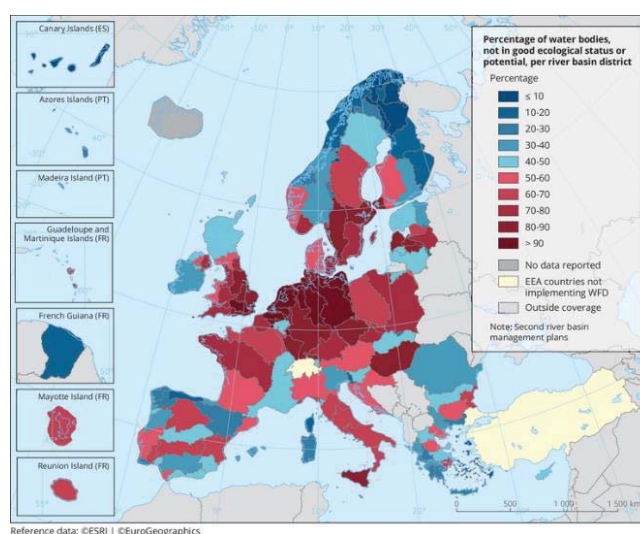 Canary Islands (ES)
Azores Islands (PT)
Madeira Island (PT)
Guadeloupe and
Martinique Islands (FR)
French Guiana (FR)
Mayotte Island (FR)
Reunion Island (FR)
Percentage of water bodies,
not in good ecological status or
potential, per river basin district
Percentage
≤ 10
10-20
20-30
30-40
40-50
50-60
60-70
70-80
80-90
> 90
No data reported
EEA countries not
implementing WFD
Outside coverage
Note: Second river basin
management plans
0 500 1 000 1 500 km
Reference data: ©ESRI | ©EuroGeographics